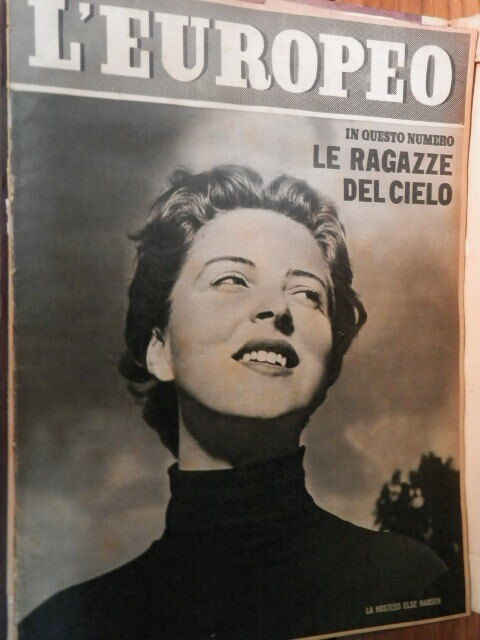 L'EUROPEO
IN QUESTO NUMERO
LE RAGAZZE
DEL CIELO
LA HOSTESS ELSE HANSEN